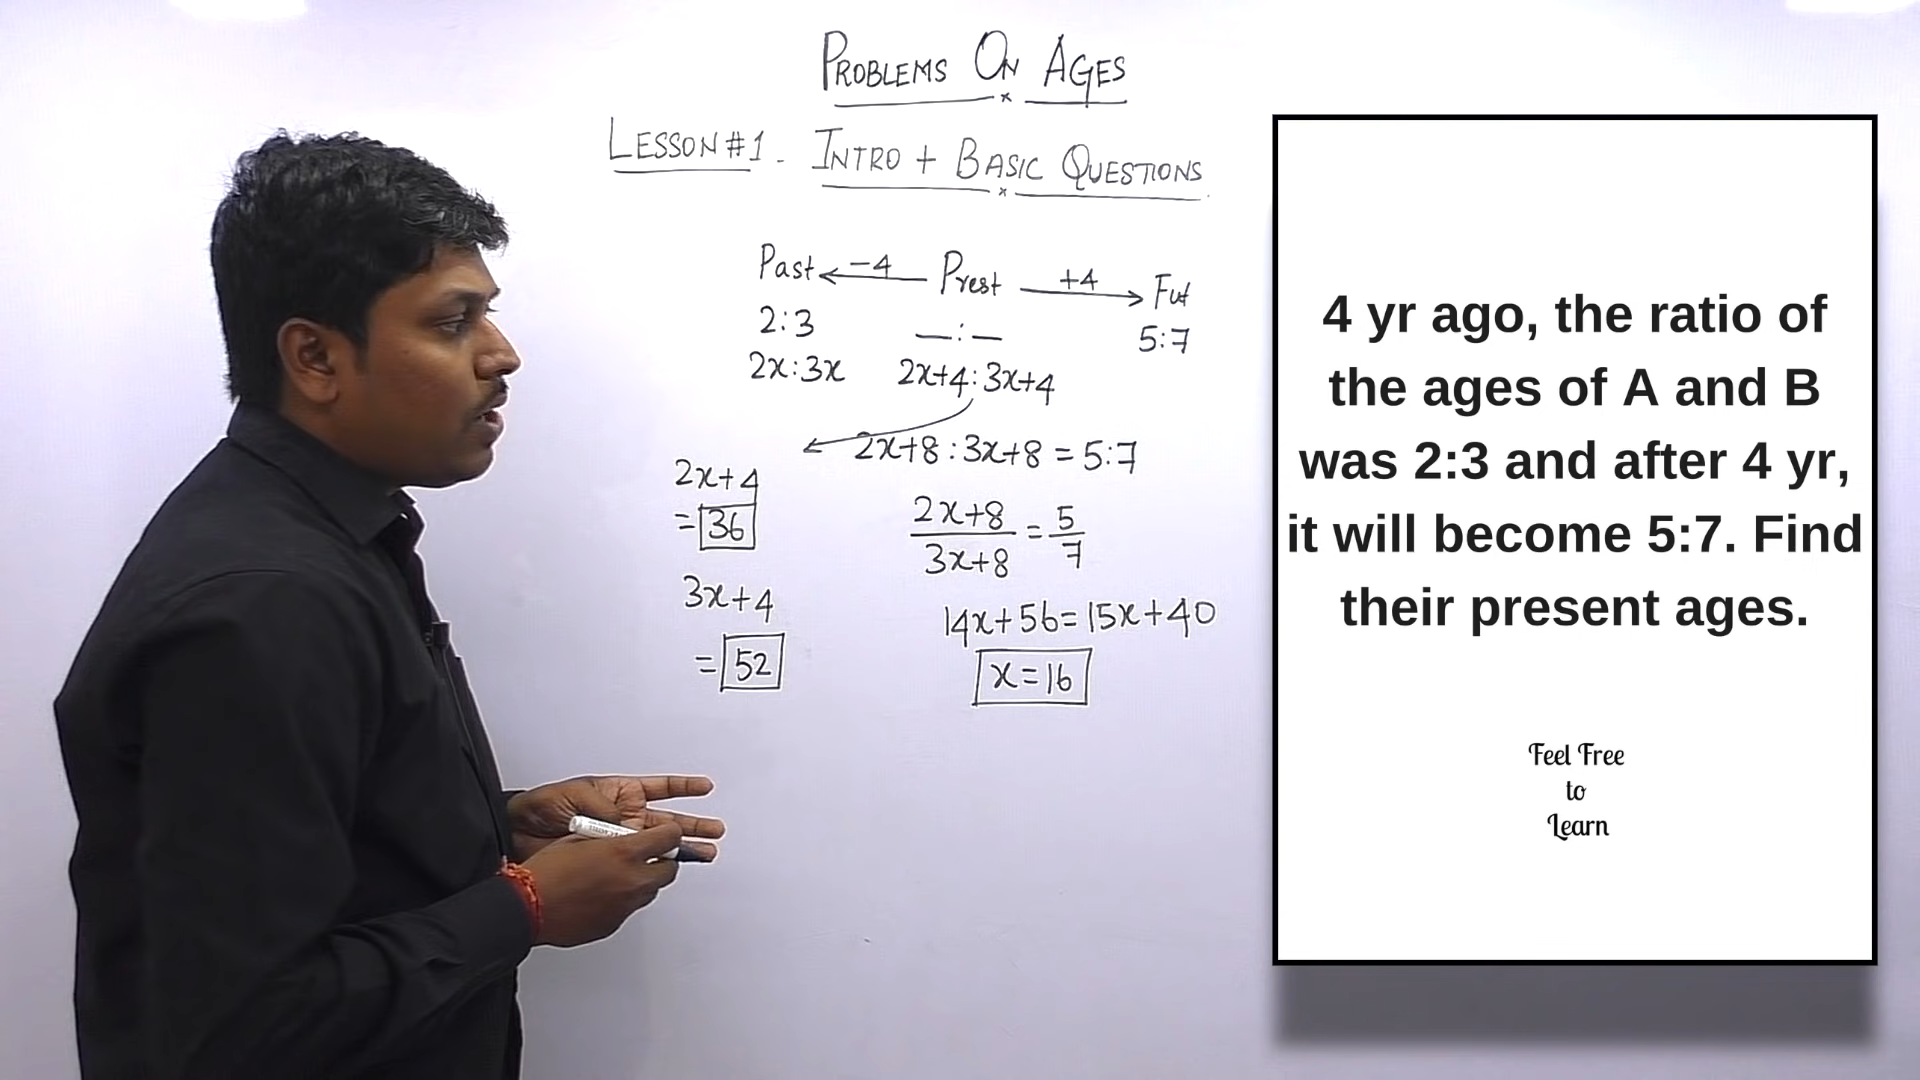 PROBLEMS ON AGES
LESSON #1 - INTRO + BASIC QUESTIONS
Past ← -4 Prest +4 → Fut
2:3 — : — 5:7
2x:3x 2x+4:3x+4
2x+8:3x+8 = 5:7
2x+4
= 36
2x+8/3x+8 = 5/7
3x+4
= 52
14x+56=15x+40
x=16
4 yr ago, the ratio of
the ages of A and B
was 2:3 and after 4 yr,
it will become 5:7. Find
their present ages.
Feel Free
to
Learn